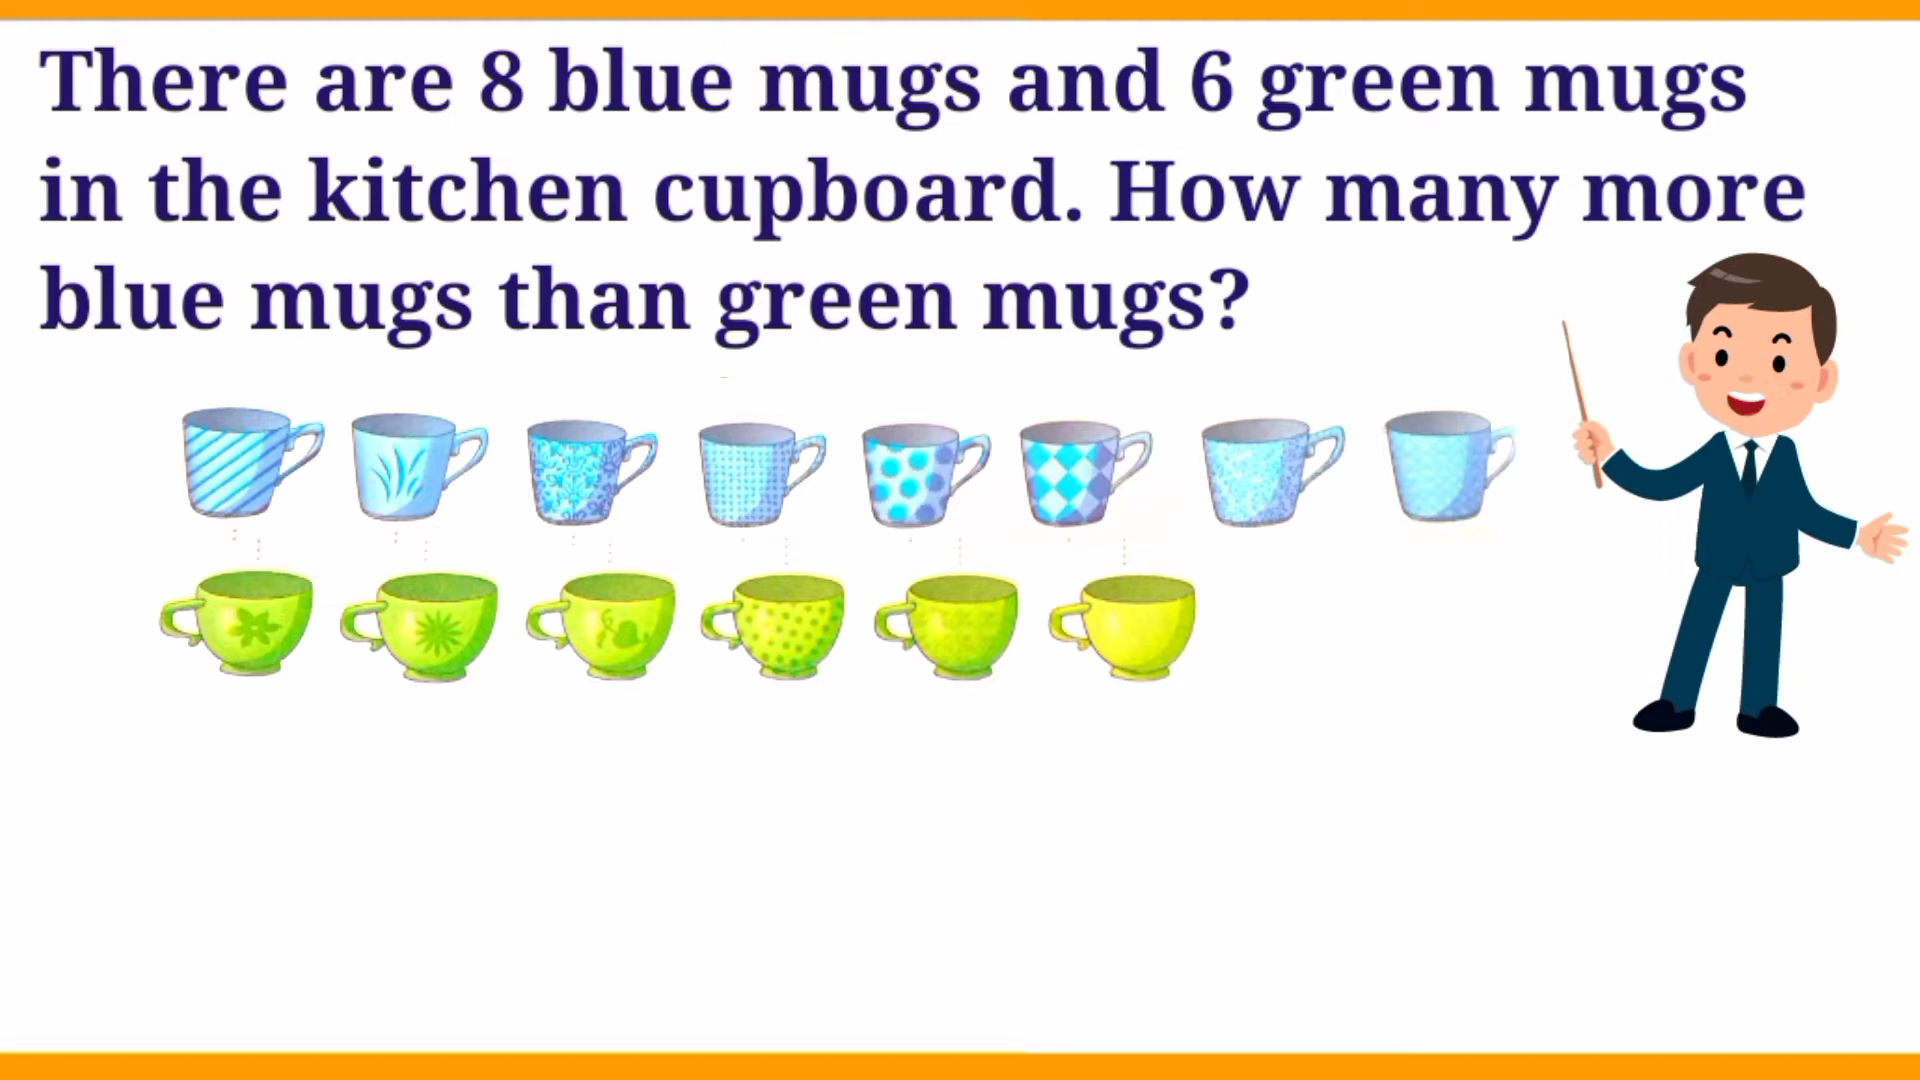 There are 8 blue mugs and 6 green mugs
in the kitchen cupboard. How many more
blue mugs than green mugs?